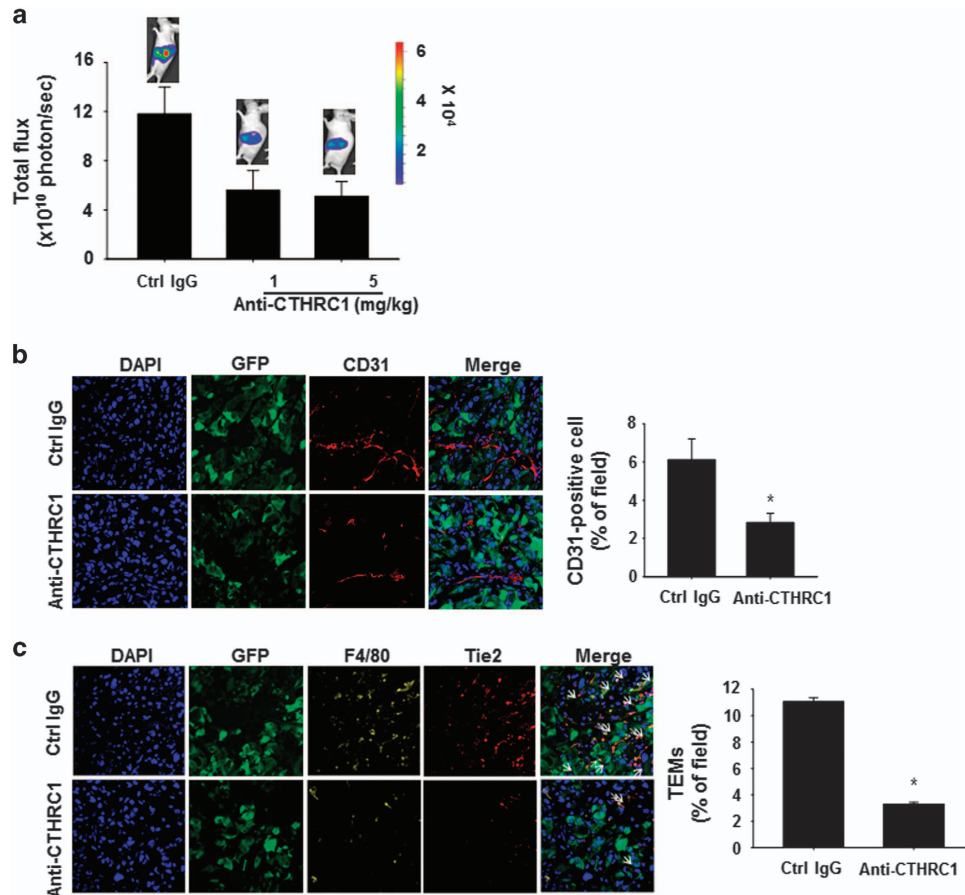 a
16
12
8
4
0
Total flux
(x10¹⁰ photon/sec)
6
4
2
X 10⁴
Ctrl IgG
1 5
Anti-CTHRC1 (mg/kg)
b
DAPI GFP CD31 Merge
Ctrl IgG
Anti-CTHRC1
8
6
4
2
0
CD31-positive cell
(% of field)
*
Ctrl IgG Anti-CTHRC1
c
DAPI GFP F4/80 Tie2 Merge
Ctrl IgG
Anti-CTHRC1
12
10
8
6
4
2
0
TEMs
(% of field)
*
Ctrl IgG Anti-CTHRC1